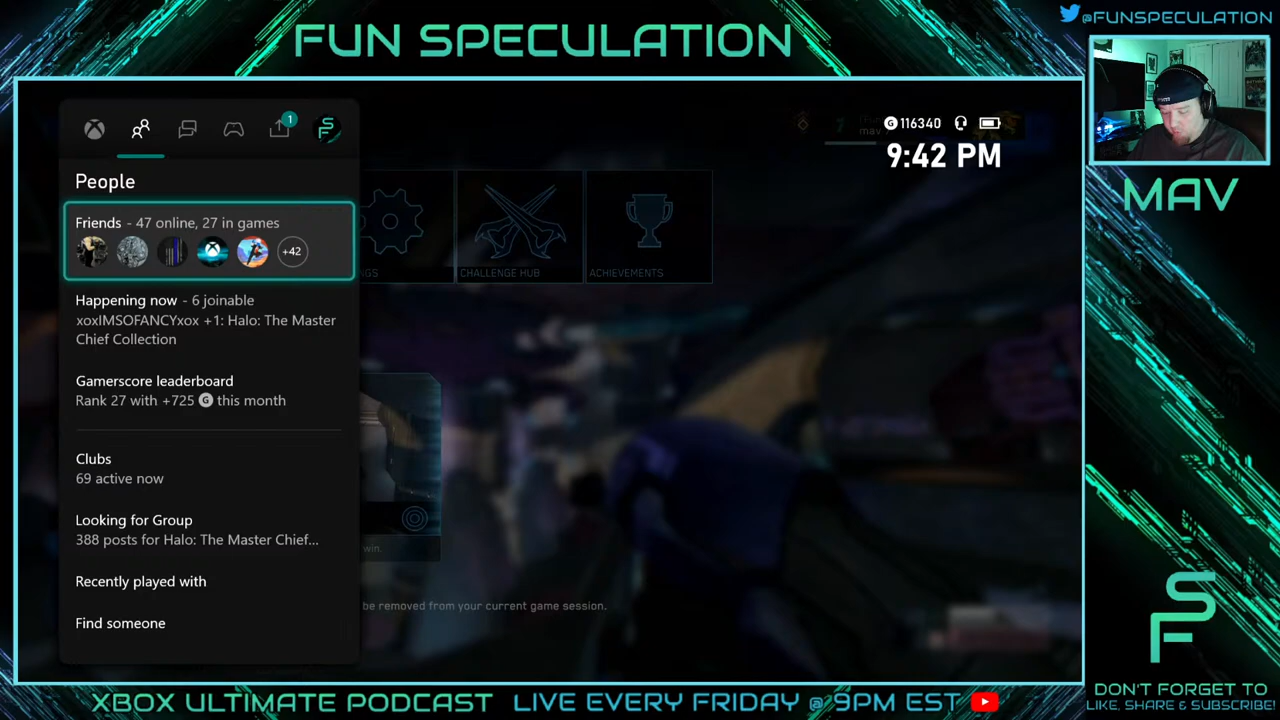 FUN SPECULATION
@FUNSPECULATION
1
116340
9:42 PM
People
Friends - 47 online, 27 in games
+42
Happening now - 6 joinable
xoxIMSOFANCYxox +1: Halo: The Master
Chief Collection
Gamerscore leaderboard
Rank 27 with +725 G this month
Clubs
69 active now
Looking for Group
388 posts for Halo: The Master Chief...
Recently played with
Find someone
CHALLENGE HUB
ACHIEVEMENTS
win.
be removed from your current game session.
MAV
SF
DON'T FORGET TO
LIKE, SHARE & SUBSCRIBE!
XBOX ULTIMATE PODCAST LIVE EVERY FRIDAY @ 9PM EST